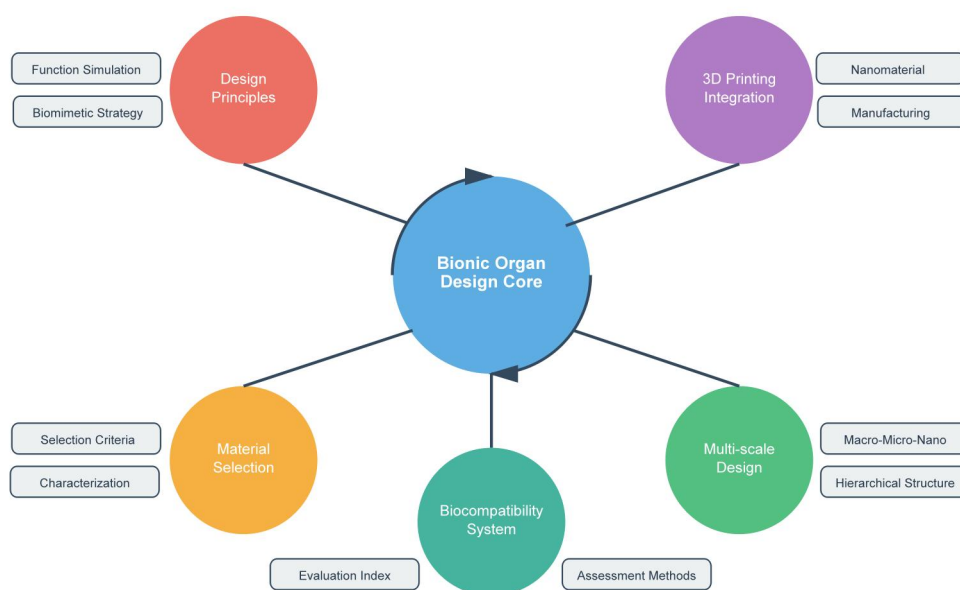 Function Simulation
Biomimetic Strategy
Design
Principles
3D Printing
Integration
Nanomaterial
Manufacturing
Bionic Organ
Design Core
Selection Criteria
Characterization
Material
Selection
Biocompatibility
System
Evaluation Index
Assessment Methods
Multi-scale
Design
Macro-Micro-Nano
Hierarchical Structure